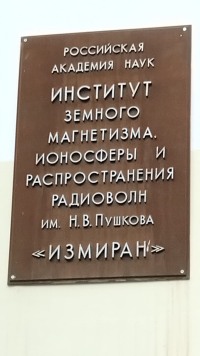 РОССИЙСКАЯ
АКАДЕМИЯ НАУК
ИНСТИТУТ
ЗЕМНОГО
МАГНЕТИЗМА.
ИОНОСФЕРЫ И
РАСПРОСТРАНЕНИЯ
РАДИОВОЛН
ИМ. Н.В.ПУШКОВА
«ИЗМИРАН»